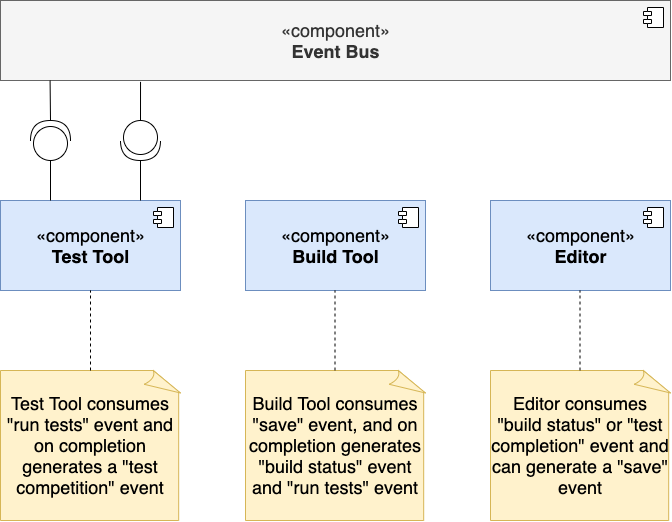 «component»
Event Bus
«component»
Test Tool
«component»
Build Tool
«component»
Editor
Test Tool consumes
"run tests" event and
on completion
generates a "test
competition" event
Build Tool consumes
"save" event, and on
completion generates
"build status" event
and "run tests" event
Editor consumes
"build status" or "test
completion" event and
can generate a "save"
event